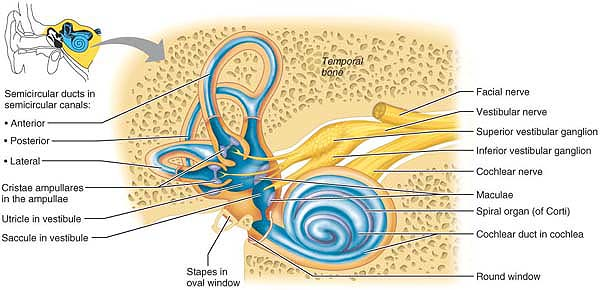 Temporal
bone
Semicircular ducts in
semicircular canals:
• Anterior
• Posterior
• Lateral
Cristae ampullares
in the ampullae
Utricle in vestibule
Saccule in vestibule
Stapes in
oval window
Facial nerve
Vestibular nerve
Superior vestibular ganglion
Inferior vestibular ganglion
Cochlear nerve
Maculae
Spiral organ (of Corti)
Cochlear duct in cochlea
Round window